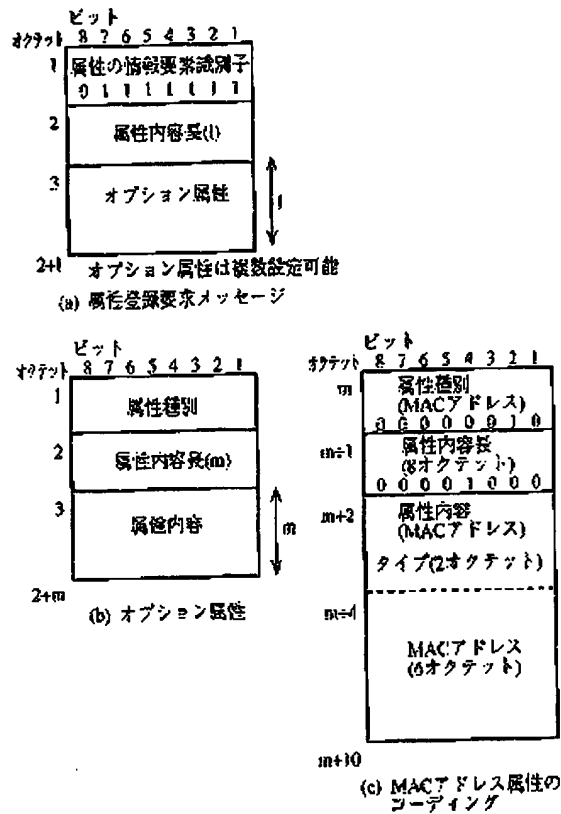 ビット
オクテット 8 7 6 5 4 3 2 1
1 属性の情報要素識別子
0 1 1 1 1 1 1 1
2 属性内容長(l)
3 オプション属性 l
2+l オプション属性は複数設定可能
(a) 属性登録要求メッセージ
ビット
オクテット 8 7 6 5 4 3 2 1
1 属性種別
2 属性内容長(m)
3 属性内容 m
2+m
(b) オプション属性
ビット
オクテット 8 7 6 5 4 3 2 1
m 属性種別
(MACアドレス)
0 0 0 0 0 0 1 0
m+1 属性内容長
(8オクテット)
0 0 0 0 1 0 0 0
m+2 属性内容
(MACアドレス)
タイプ(2オクテット)
m+4
MACアドレス
(6オクテット)
m+10
(c) MACアドレス属性の
コーディング